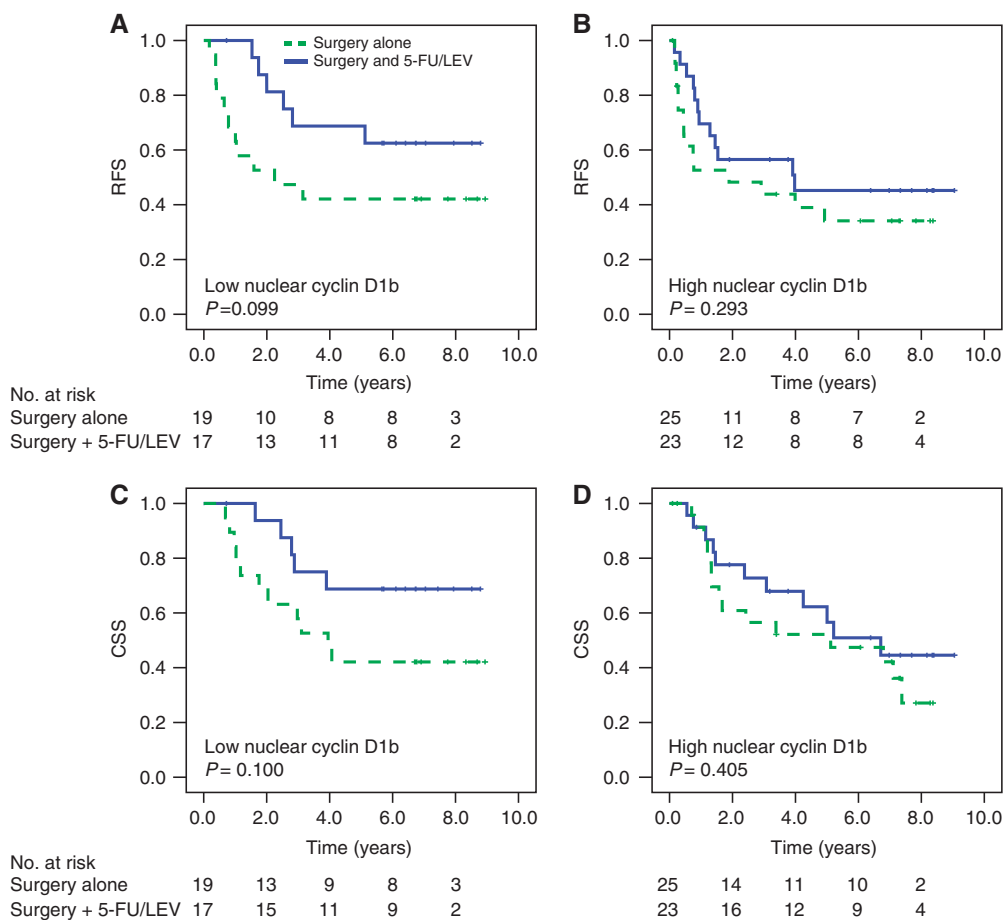 A
1.0
0.8
0.6
0.4
0.2
0.0
RFS
Surgery alone
Surgery and 5-FU/LEV
Low nuclear cyclin D1b
P=0.099
0.0 2.0 4.0 6.0 8.0 10.0
Time (years)
No. at risk
Surgery alone 19 10 8 8 3
Surgery + 5-FU/LEV 17 13 11 8 2
B
1.0
0.8
0.6
0.4
0.2
0.0
RFS
High nuclear cyclin D1b
P= 0.293
0.0 2.0 4.0 6.0 8.0 10.0
Time (years)
25 11 8 7 2
23 12 8 8 4
C
1.0
0.8
0.6
0.4
0.2
0.0
CSS
Low nuclear cyclin D1b
P= 0.100
0.0 2.0 4.0 6.0 8.0 10.0
Time (years)
No. at risk
Surgery alone 19 13 9 8 3
Surgery + 5-FU/LEV 17 15 11 9 2
D
1.0
0.8
0.6
0.4
0.2
0.0
CSS
High nuclear cyclin D1b
P= 0.405
0.0 2.0 4.0 6.0 8.0 10.0
Time (years)
25 14 11 10 2
23 16 12 9 4